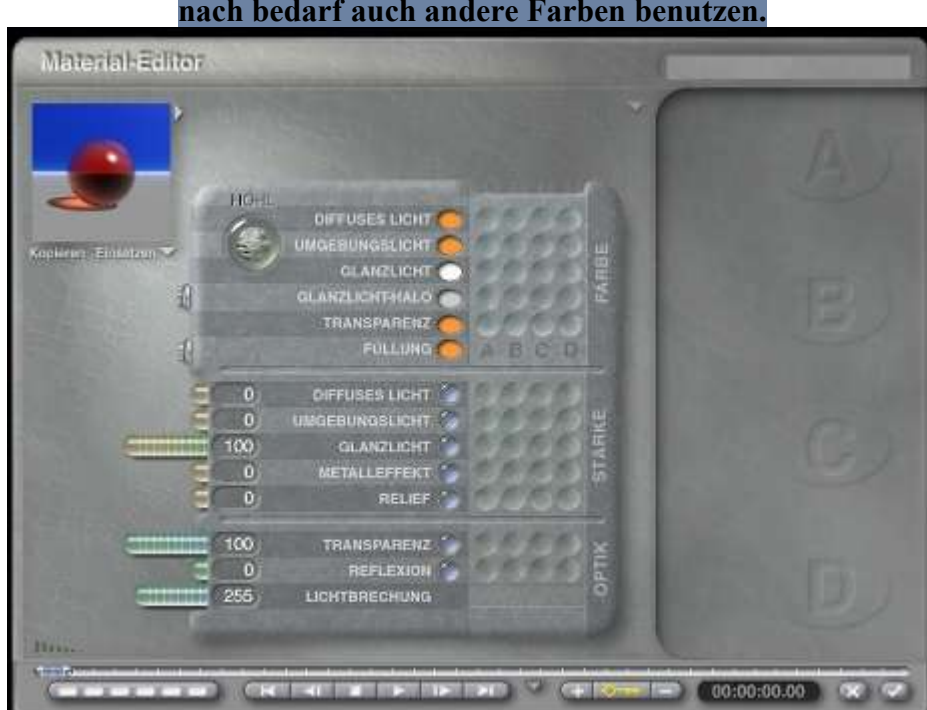 nach bedarf auch andere Farben benutzen.
Material-Editor
Kopieren Einsetzen
HOHL
DIFFUSES LICHT
UMGEBUNGSLICHT
GLANZLICHT
GLANZLICHT-HALO
TRANSPARENZ
FÜLLUNG
A B C D
FARBE
0 DIFFUSES LICHT
0 UMGEBUNGSLICHT
100 GLANZLICHT
0 METALLEFFEKT
0 RELIEF
STÄRKE
100 TRANSPARENZ
0 REFLEXION
255 LICHTBRECHUNG
OPTIK
A
B
C
D
00:00:00.00